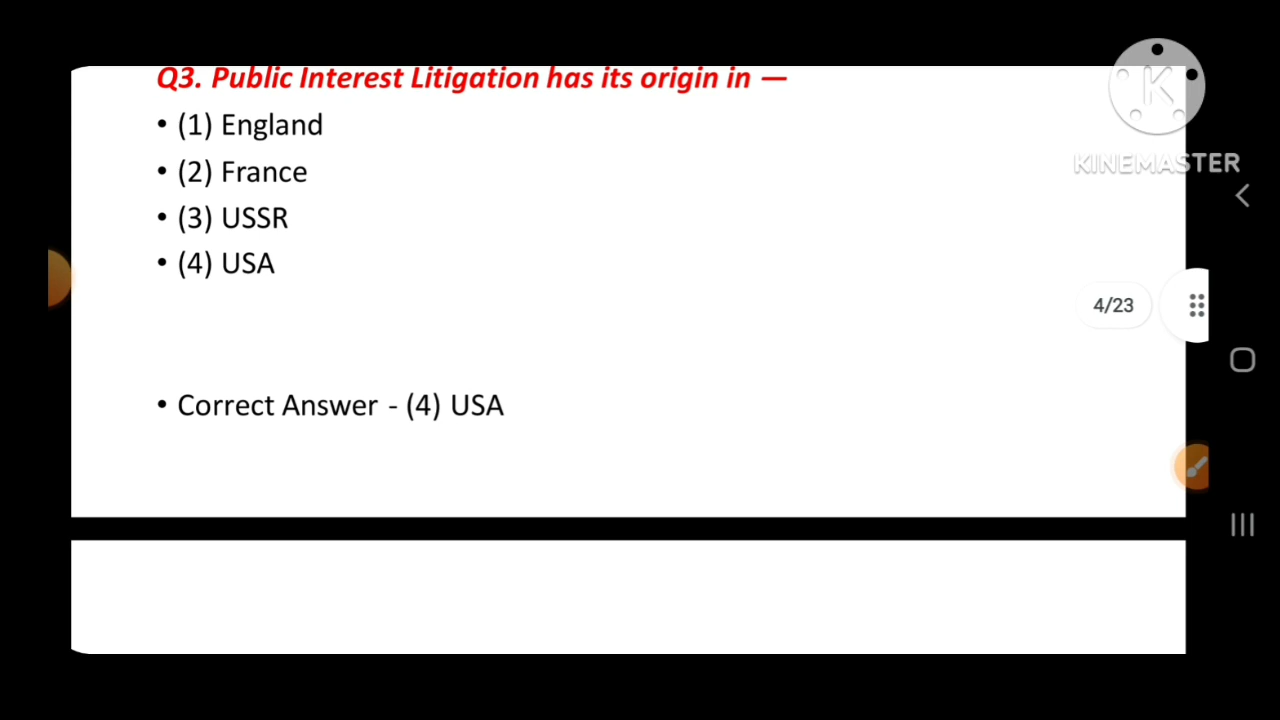 Q3. Public Interest Litigation has its origin in —
• (1) England
• (2) France
• (3) USSR
• (4) USA
• Correct Answer - (4) USA
4/23
K
KINEMASTER